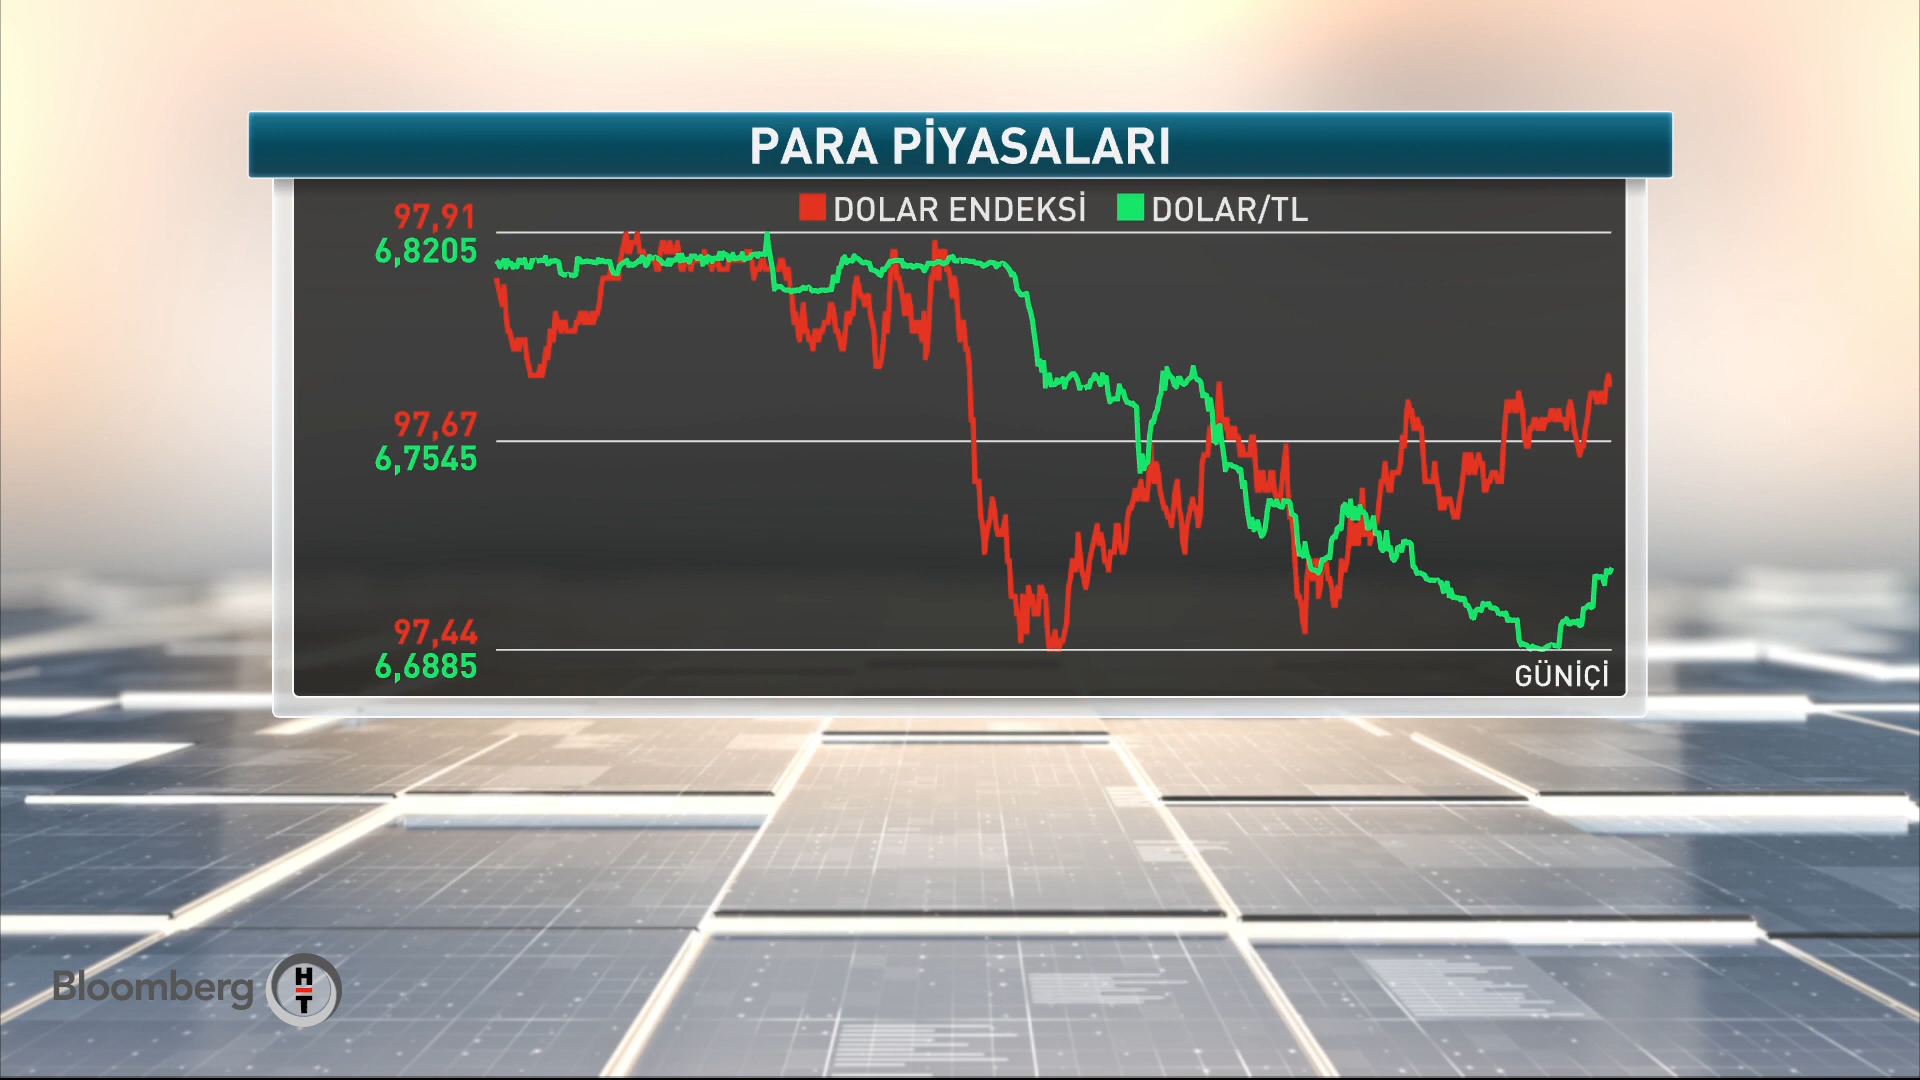 PARA PİYASALARI
DOLAR ENDEKSİ DOLAR/TL
97,91
6,8205
97,67
6,7545
97,44
6,6885
GÜNİÇİ
Bloomberg HT